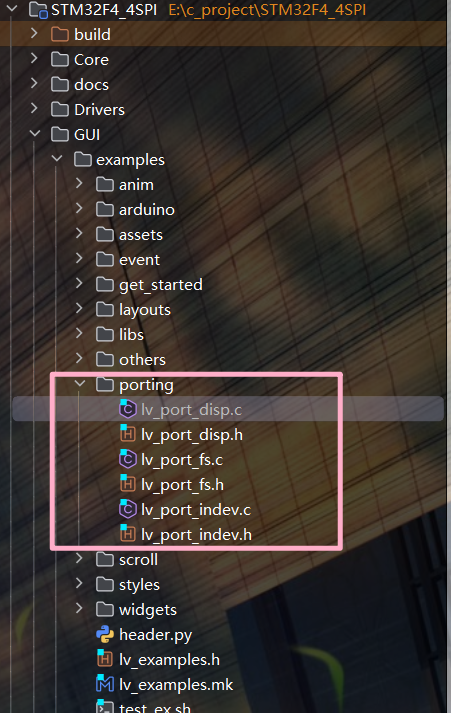 STM32F4_4SPI E:\c_project\STM32F4_4SPI
build
Core
docs
Drivers
GUI
examples
anim
arduino
assets
event
get_started
layouts
libs
others
porting
lv_port_disp.c
lv_port_disp.h
lv_port_fs.c
lv_port_fs.h
lv_port_indev.c
lv_port_indev.h
scroll
styles
widgets
header.py
lv_examples.h
lv_examples.mk
test_ex.sh